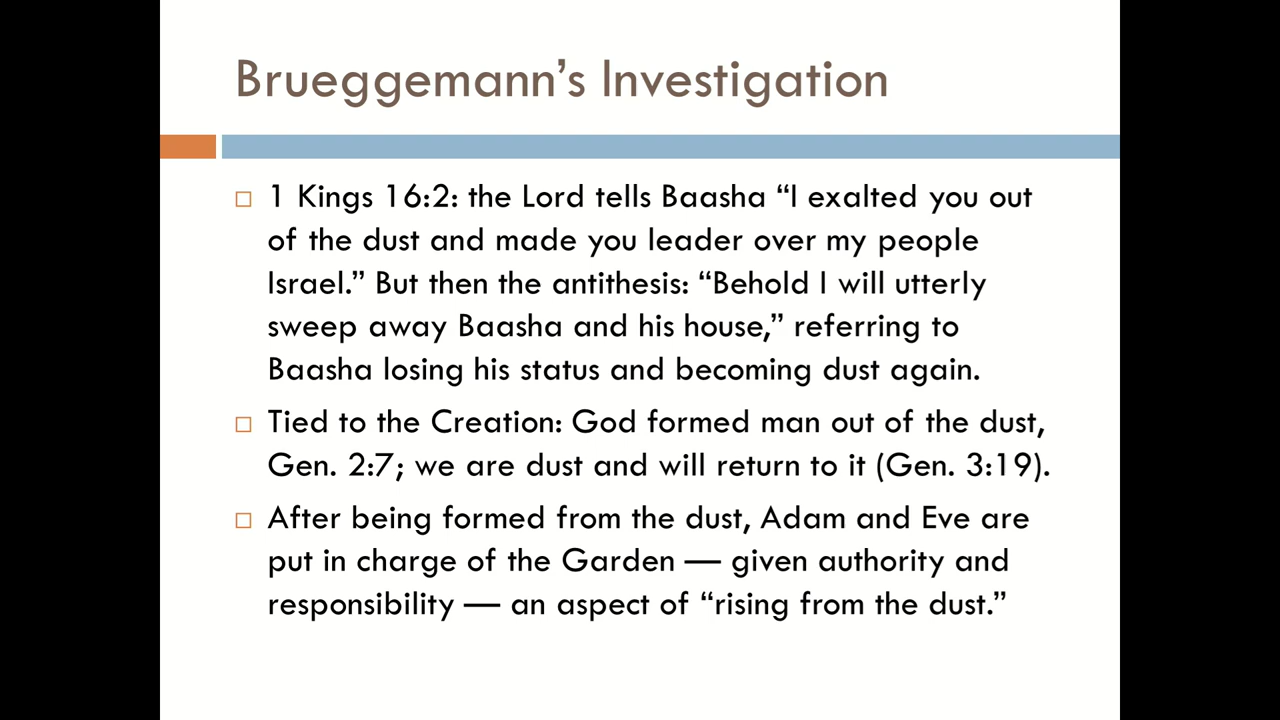 Brueggemann’s Investigation
1 Kings 16:2: the Lord tells Baasha “I exalted you out
of the dust and made you leader over my people
Israel.” But then the antithesis: “Behold I will utterly
sweep away Baasha and his house,” referring to
Baasha losing his status and becoming dust again.
Tied to the Creation: God formed man out of the dust,
Gen. 2:7; we are dust and will return to it (Gen. 3:19).
After being formed from the dust, Adam and Eve are
put in charge of the Garden — given authority and
responsibility — an aspect of “rising from the dust.”